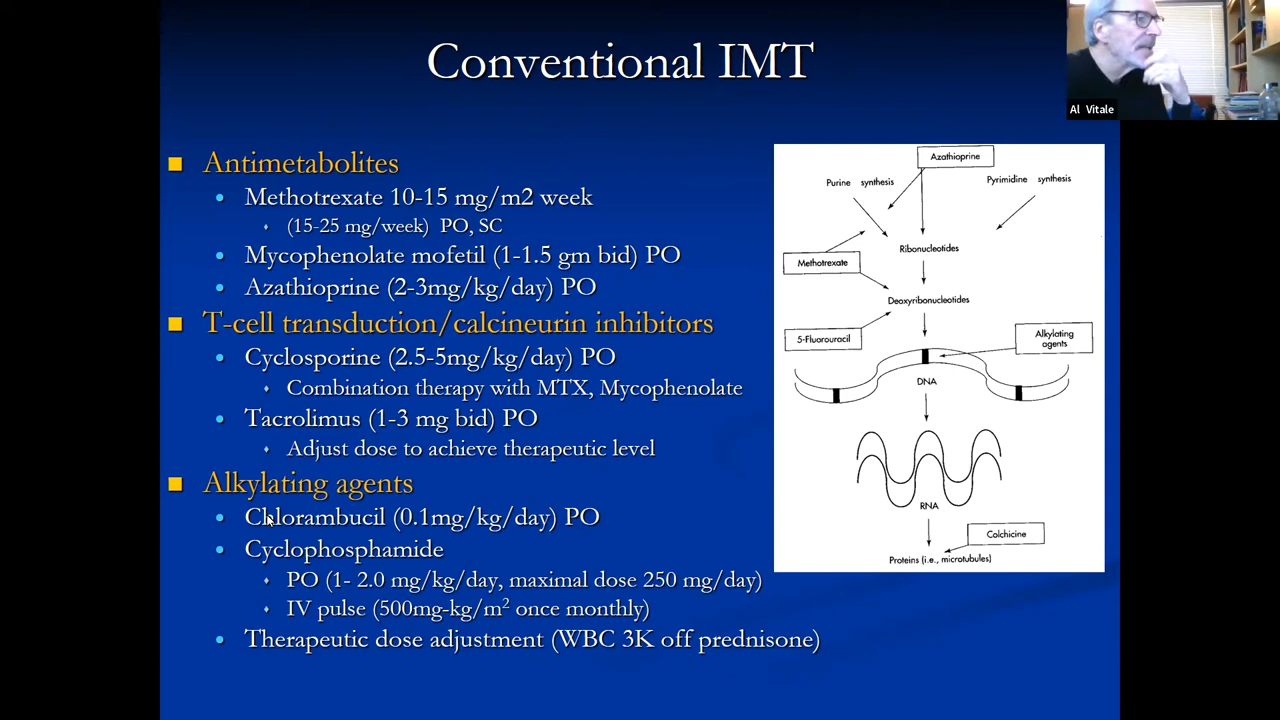 Conventional IMT
Al Vitale
Antimetabolites
Methotrexate 10-15 mg/m2 week
(15-25 mg/week) PO, SC
Mycophenolate mofetil (1-1.5 gm bid) PO
Azathioprine (2-3mg/kg/day) PO
T-cell transduction/calcineurin inhibitors
Cyclosporine (2.5-5mg/kg/day) PO
Combination therapy with MTX, Mycophenolate
Tacrolimus (1-3 mg bid) PO
Adjust dose to achieve therapeutic level
Alkylating agents
Chlorambucil (0.1mg/kg/day) PO
Cyclophosphamide
PO (1- 2.0 mg/kg/day, maximal dose 250 mg/day)
IV pulse (500mg-kg/m² once monthly)
Therapeutic dose adjustment (WBC 3K off prednisone)
Azathioprine
Purine synthesis
Pyrimidine synthesis
Ribonucleotides
Methotrexate
Deoxyribonucleotides
5-Fluorouracil
Alkylating
agents
DNA
RNA
Colchicine
Proteins (i.e., microtubules)